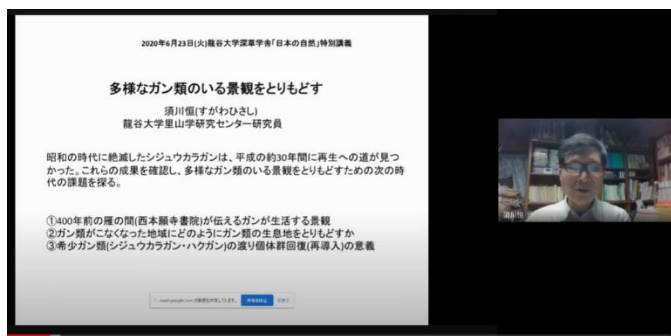 2020年6月23日(火)龍谷大学深草学舎「日本の自然」特別講義
多様なガン類のいる景観をとりもどす
須川恒(すがわひさし)
龍谷大学里山学研究センター研究員
昭和の時代に絶滅したシジュウカラガンは、平成の約30年間に再生への道が見つ
かった。これらの成果を確認し、多様なガン類のいる景観をとりもどすための次の時
代の課題を探る。
①400年前の雁の間(西本願寺書院)が伝えるガンが生活する景観
②ガン類がこなくなった地域にどのようにガン類の生息地をとりもどすか
③希少ガン類(シジュウカラガン・ハクガン)の渡り個体群回復(再導入)の意義
須川恒